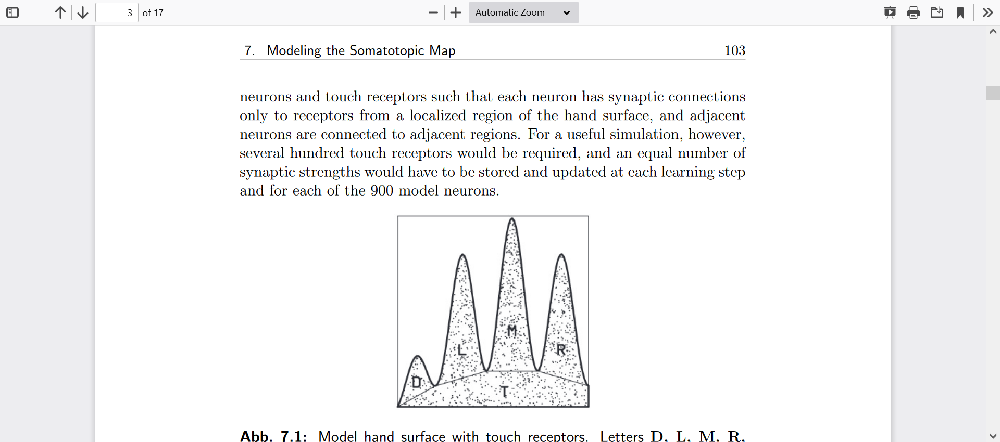 3 of 17 Automatic Zoom
7. Modeling the Somatotopic Map 103
neurons and touch receptors such that each neuron has synaptic connections
only to receptors from a localized region of the hand surface, and adjacent
neurons are connected to adjacent regions. For a useful simulation, however,
several hundred touch receptors would be required, and an equal number of
synaptic strengths would have to be stored and updated at each learning step
and for each of the 900 model neurons.
M
L R
D
T
Abb. 7.1: Model hand surface with touch receptors. Letters D, L, M, R,